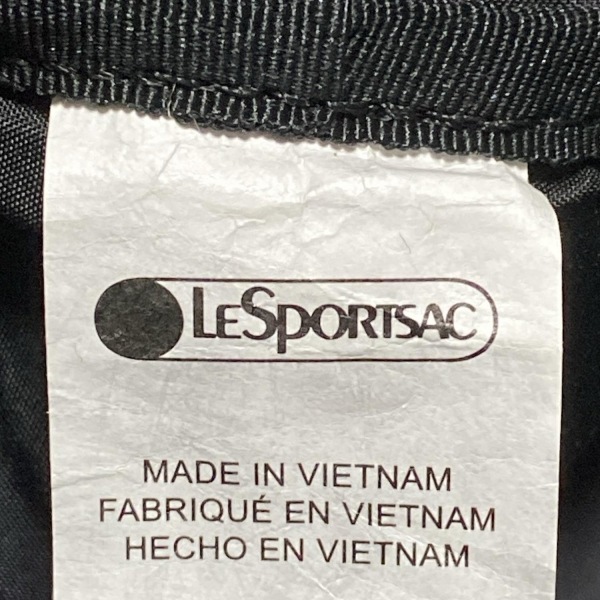 LESPORTSAC
MADE IN VIETNAM
FABRIQUÉ EN VIETNAM
HECHO EN VIETNAM